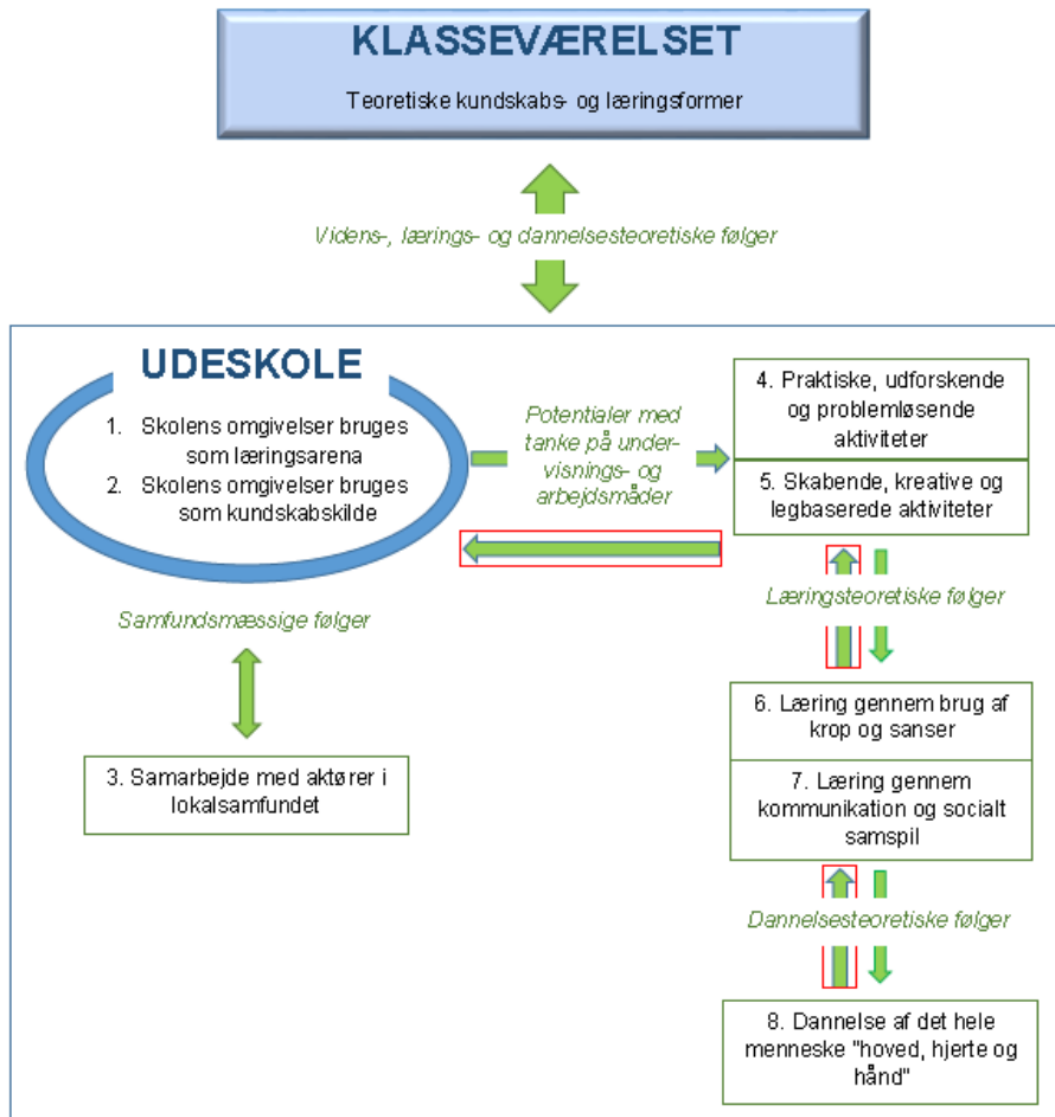 KLASSEVÆRELSET
Teoretiske kundskabs- og læringsformer
Videns-, lærings- og dannelsesteoretiske følger
UDESKOLE
1. Skolens omgivelser bruges
som læringsarena
2. Skolens omgivelser bruges
som kundskabskilde
Potentialer med
tanke på under-
visnings- og
arbejdsmåder
4. Praktiske, udforskende
og problemløsende
aktiviteter
5. Skabende, kreative og
legbaserede aktiviteter
Samfundsmæssige følger
Læringsteoretiske følger
3. Samarbejde med aktører i
lokalsamfundet
6. Læring gennem brug af
krop og sanser
7. Læring gennem
kommunikation og socialt
samspil
Dannelsesteoretiske følger
8. Dannelse af det hele
menneske "hoved, hjerte og
hånd"